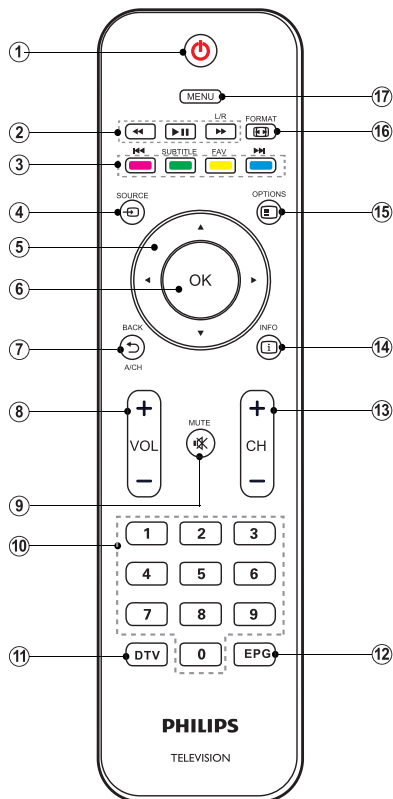 1
MENU
17
L/R
FORMAT
2
16
SUBTITLE FAV
3
SOURCE
OPTIONS
4
15
5
6
OK
BACK
INFO
7
i
14
A/CH
8
+
+
13
MUTE
VOL
CH
−
−
9
1 2 3
10
4 5 6
7 8 9
11
DTV 0 EPG
12
PHILIPS
TELEVISION